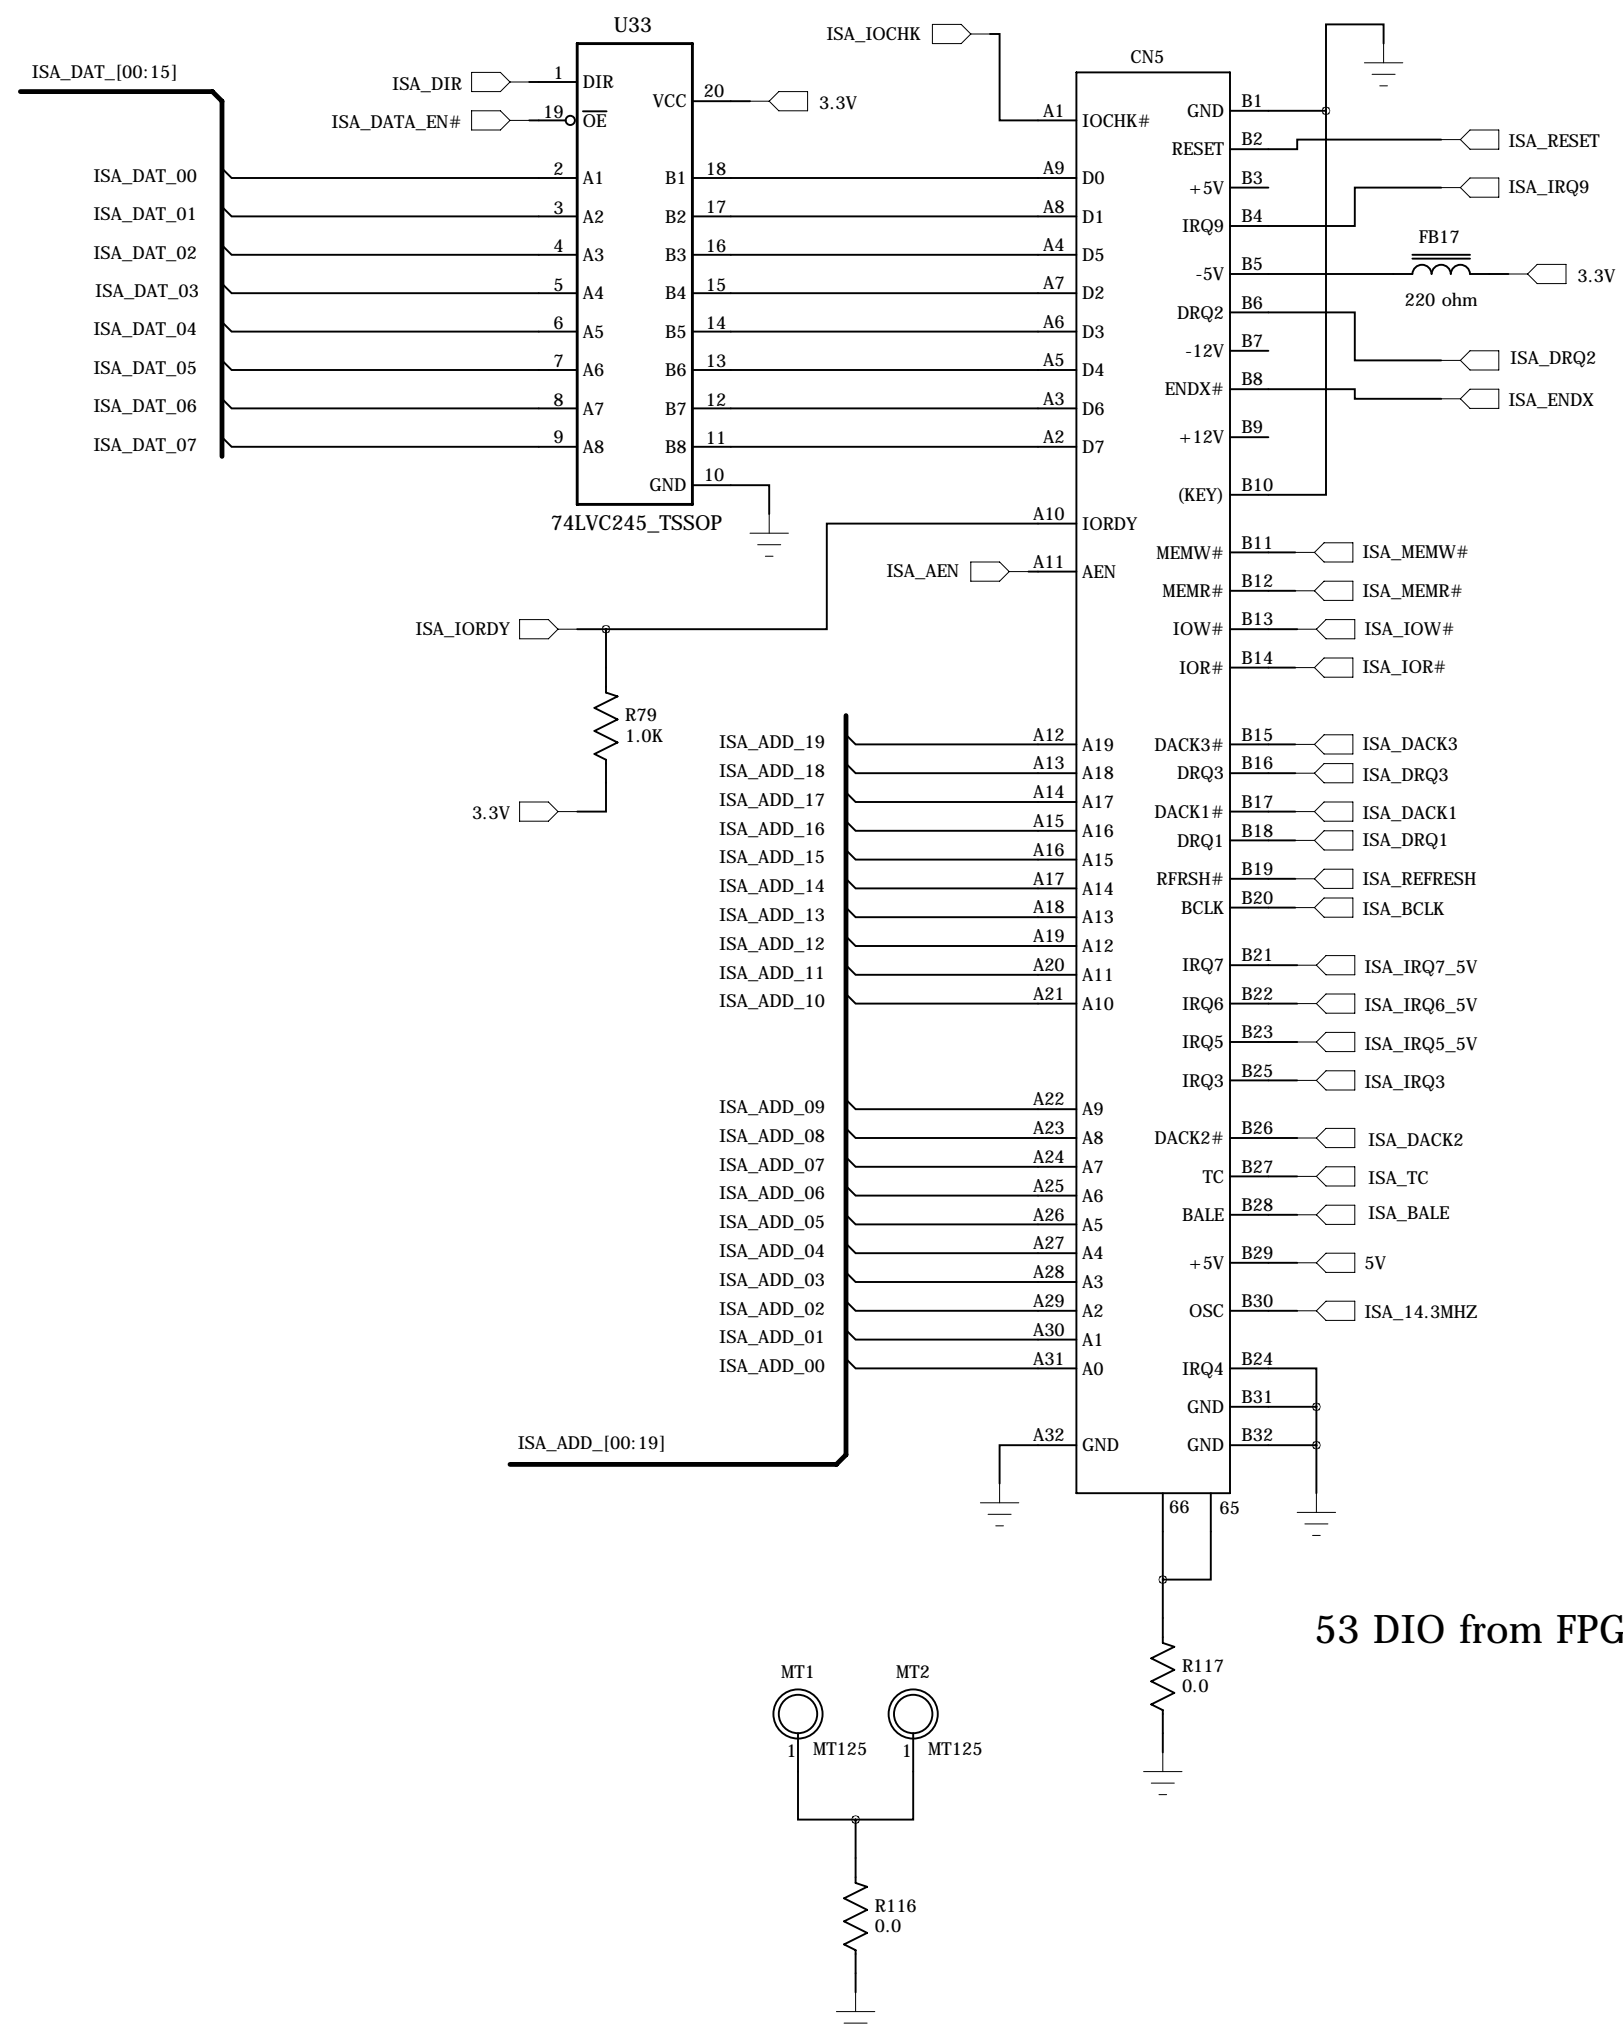 U33
ISA_IOCHK
CN5
ISA_DAT_[00:15]
ISA_DIR
1
DIR
VCC
20
3.3V
ISA_DATA_EN#
19
OE
A1
IOCHK#
GND
B1
RESET
B2
ISA_RESET
ISA_DAT_00
2
A1
B1
18
A9
D0
+5V
B3
ISA_IRQ9
ISA_DAT_01
3
A2
B2
17
A8
D1
IRQ9
B4
FB17
ISA_DAT_02
4
A3
B3
16
A4
D5
-5V
B5
3.3V
ISA_DAT_03
5
A4
B4
15
A7
D2
220 ohm
DRQ2
B6
ISA_DAT_04
6
A5
B5
14
A6
D3
-12V
B7
ISA_DRQ2
ISA_DAT_05
7
A6
B6
13
A5
D4
ENDX#
B8
ISA_ENDX
ISA_DAT_06
8
A7
B7
12
A3
D6
+12V
B9
ISA_DAT_07
9
A8
B8
11
A2
D7
GND
10
(KEY)
B10
74LVC245_TSSOP
A10
IORDY
MEMW#
B11
ISA_MEMW#
ISA_AEN
A11
AEN
MEMR#
B12
ISA_MEMR#
ISA_IORDY
IOW#
B13
ISA_IOW#
IOR#
B14
ISA_IOR#
R79
1.0K
3.3V
ISA_ADD_19
A12
A19
DACK3#
B15
ISA_DACK3
ISA_ADD_18
A13
A18
DRQ3
B16
ISA_DRQ3
ISA_ADD_17
A14
A17
DACK1#
B17
ISA_DACK1
ISA_ADD_16
A15
A16
DRQ1
B18
ISA_DRQ1
ISA_ADD_15
A16
A15
ISA_ADD_14
A17
A14
RFRSH#
B19
ISA_REFRESH
ISA_ADD_13
A18
A13
BCLK
B20
ISA_BCLK
ISA_ADD_12
A19
A12
ISA_ADD_11
A20
A11
IRQ7
B21
ISA_IRQ7_5V
ISA_ADD_10
A21
A10
IRQ6
B22
ISA_IRQ6_5V
IRQ5
B23
ISA_IRQ5_5V
IRQ3
B25
ISA_IRQ3
ISA_ADD_09
A22
A9
ISA_ADD_08
A23
A8
DACK2#
B26
ISA_DACK2
ISA_ADD_07
A24
A7
TC
B27
ISA_TC
ISA_ADD_06
A25
A6
ISA_ADD_05
A26
A5
BALE
B28
ISA_BALE
ISA_ADD_04
A27
A4
+5V
B29
5V
ISA_ADD_03
A28
A3
ISA_ADD_02
A29
A2
OSC
B30
ISA_14.3MHZ
ISA_ADD_01
A30
A1
ISA_ADD_00
A31
A0
IRQ4
B24
GND
B31
ISA_ADD_[00:19]
A32
GND
GND
B32
66
65
53 DIO from FPG
R117
0.0
MT1
MT2
1
MT125
1
MT125
R116
0.0